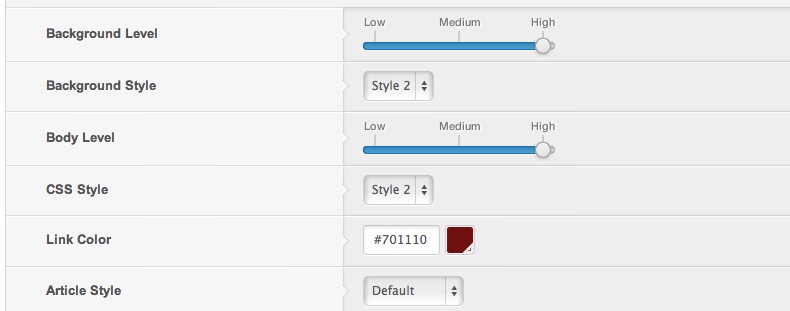 Background Level
Low Medium High
Background Style
Style 2
Body Level
Low Medium High
CSS Style
Style 2
Link Color
#701110
Article Style
Default